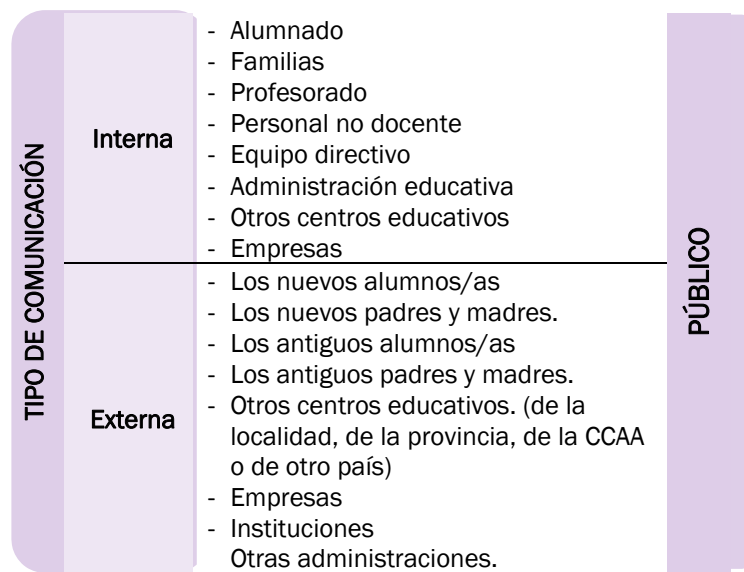 TIPO DE COMUNICACIÓN
Interna
- Alumnado
- Familias
- Profesorado
- Personal no docente
- Equipo directivo
- Administración educativa
- Otros centros educativos
- Empresas
Externa
- Los nuevos alumnos/as
- Los nuevos padres y madres.
- Los antiguos alumnos/as
- Los antiguos padres y madres.
- Otros centros educativos. (de la
localidad, de la provincia, de la CCAA
o de otro país)
- Empresas
- Instituciones
Otras administraciones.
PÚBLICO